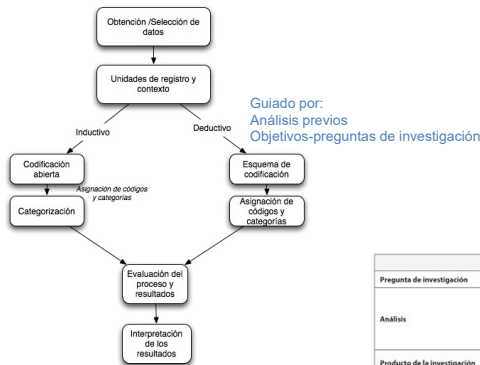 Obtención /Selección de
datos
Unidades de registro y
contexto
Guiado por:
Análisis previos
Objetivos-preguntas de investigación
Inductivo
Deductivo
Codificación
abierta
Esquema de
codificación
Asignación de códigos
y categorías
Categorización
Asignación de
códigos y
categorías
Evaluación del
proceso y
resultados
Interpretación
de los
resultados
Pregunta de investigación
Análisis
Producto de la investigación